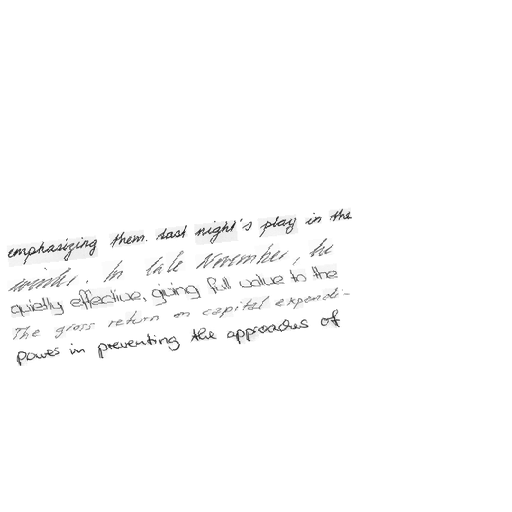 emphasizing them. Last night's play in the
winter. In late November, he
quietly effective, giving full value to the
The gross return on capital expendi-
power in preventing the approaches of